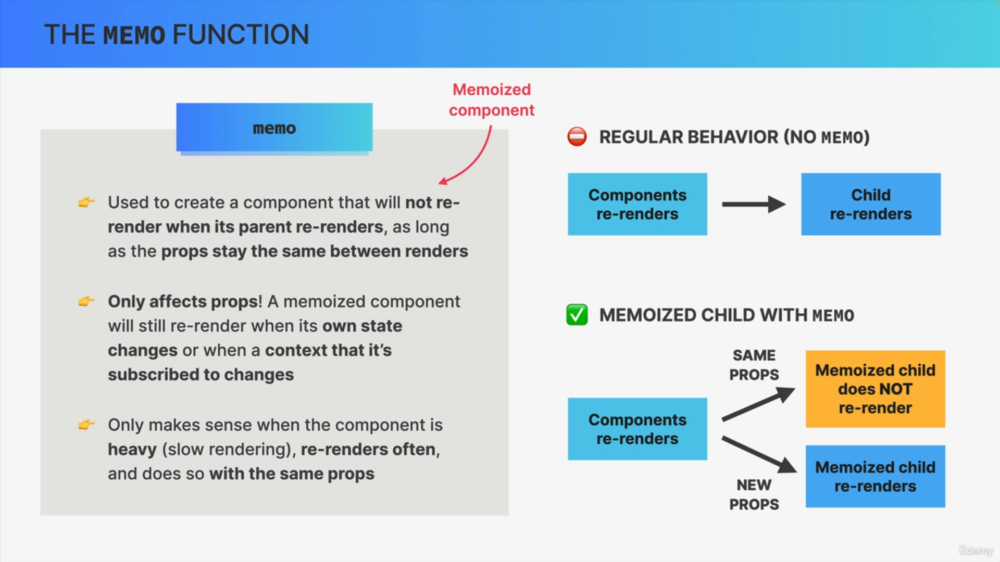 THE MEMO FUNCTION
Memoized
component
memo
👉 Used to create a component that will not re-
render when its parent re-renders, as long
as the props stay the same between renders
👉 Only affects props! A memoized component
will still re-render when its own state
changes or when a context that it’s
subscribed to changes
👉 Only makes sense when the component is
heavy (slow rendering), re-renders often,
and does so with the same props
⛔ REGULAR BEHAVIOR (NO MEMO)
Components
re-renders
Child
re-renders
✅ MEMOIZED CHILD WITH MEMO
Components
re-renders
SAME
PROPS
Memoized child
does NOT
re-render
NEW
PROPS
Memoized child
re-renders
ûdemy